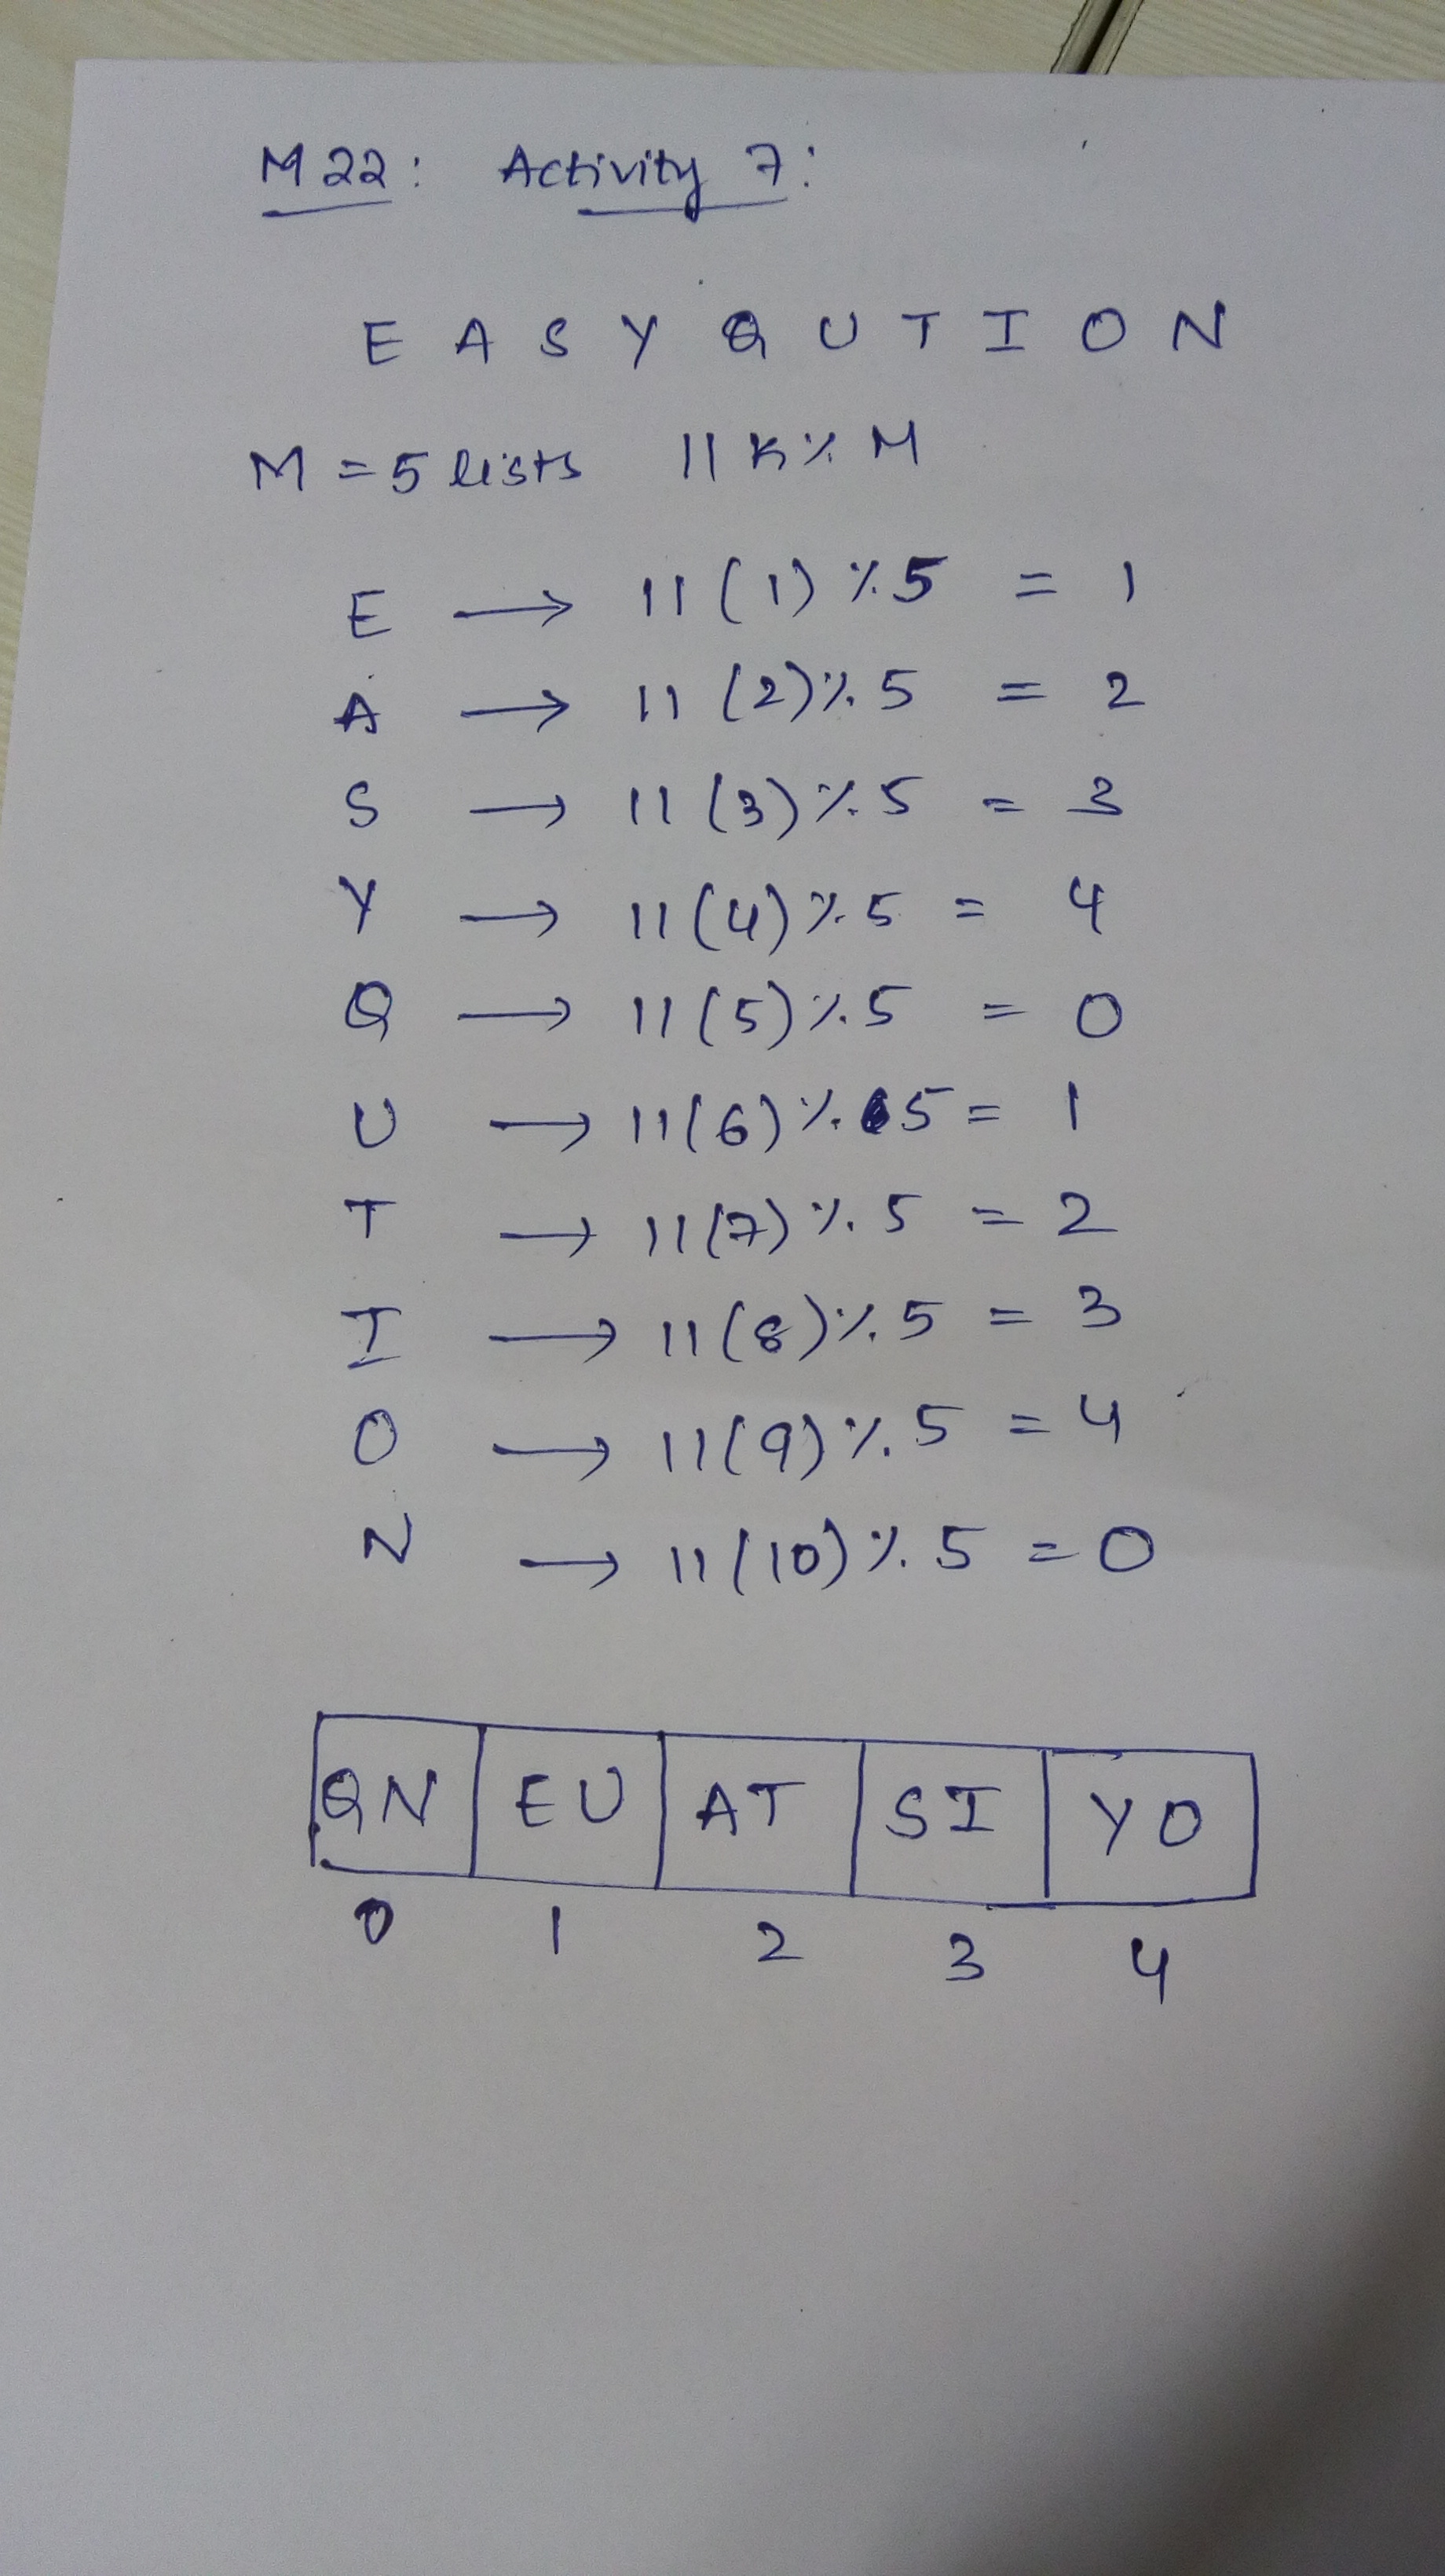 M22: Activity 7:
E A S Y Q U T I O N
M = 5 lists 11 K % M
E → 11 (1) % 5 = 1
A → 11 (2) % 5 = 2
S → 11 (3) % 5 = 3
Y → 11 (4) % 5 = 4
Q → 11 (5) % 5 = 0
U → 11 (6) % 5 = 1
T → 11 (7) % 5 = 2
I → 11 (8) % 5 = 3
O → 11 (9) % 5 = 4
N → 11 (10) % 5 = 0
QN EU AT SI YO
0 1 2 3 4